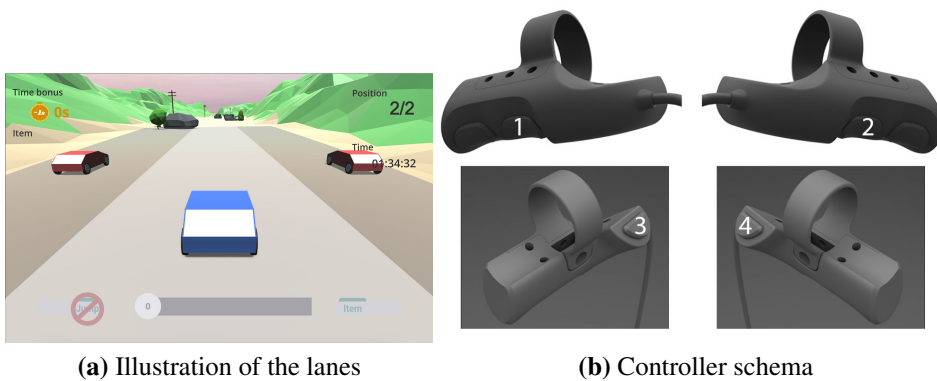 Time bonus
-1s
0s
Position
2/2
Item
Time
01:34:32
Jump
0
Item
1
2
3
4
(a) Illustration of the lanes
(b) Controller schema